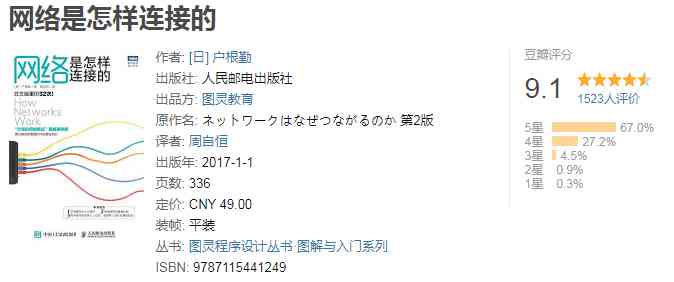 网络是怎样连接的
网络是怎样
连接的
How
Networks
Work
作者: [日] 户根勤
出版社: 人民邮电出版社
出品方: 图灵教育
原作名: ネットワークはなぜつながるのか 第2版
译者: 周自恒
出版年: 2017-1-1
页数: 336
定价: CNY 49.00
装帧: 平装
丛书: 图灵程序设计丛书·图解与入门系列
ISBN: 9787115441249
豆瓣评分
9.1
1523人评价
5星 67.0%
4星 27.2%
3星 4.5%
2星 0.9%
1星 0.3%